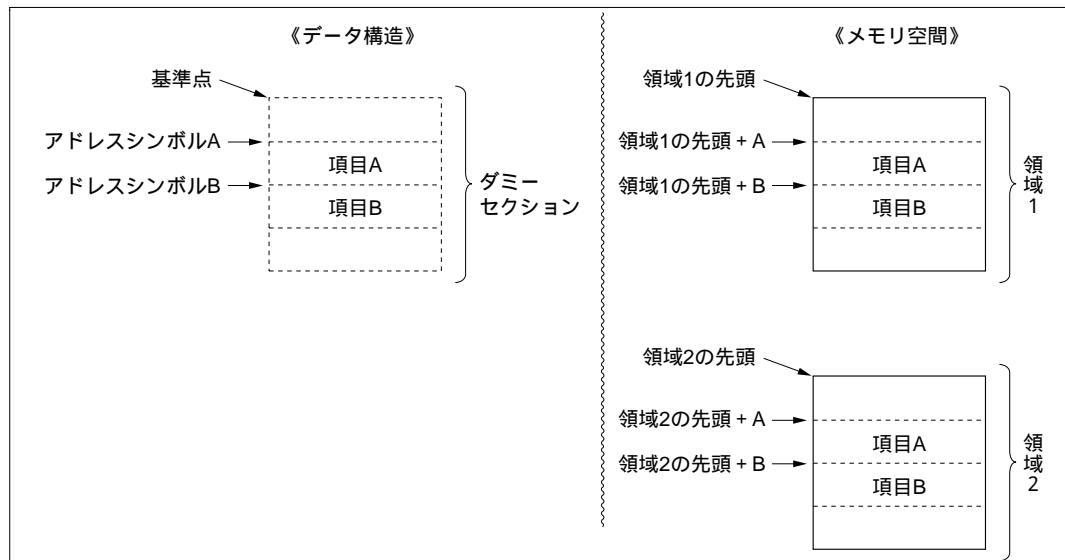 《データ構造》
基準点
アドレスシンボルA
アドレスシンボルB
項目A
項目B
ダミー
セクション
《メモリ空間》
領域1の先頭
領域1の先頭 + A
領域1の先頭 + B
項目A
項目B
領域1
領域2の先頭
領域2の先頭 + A
領域2の先頭 + B
項目A
項目B
領域2